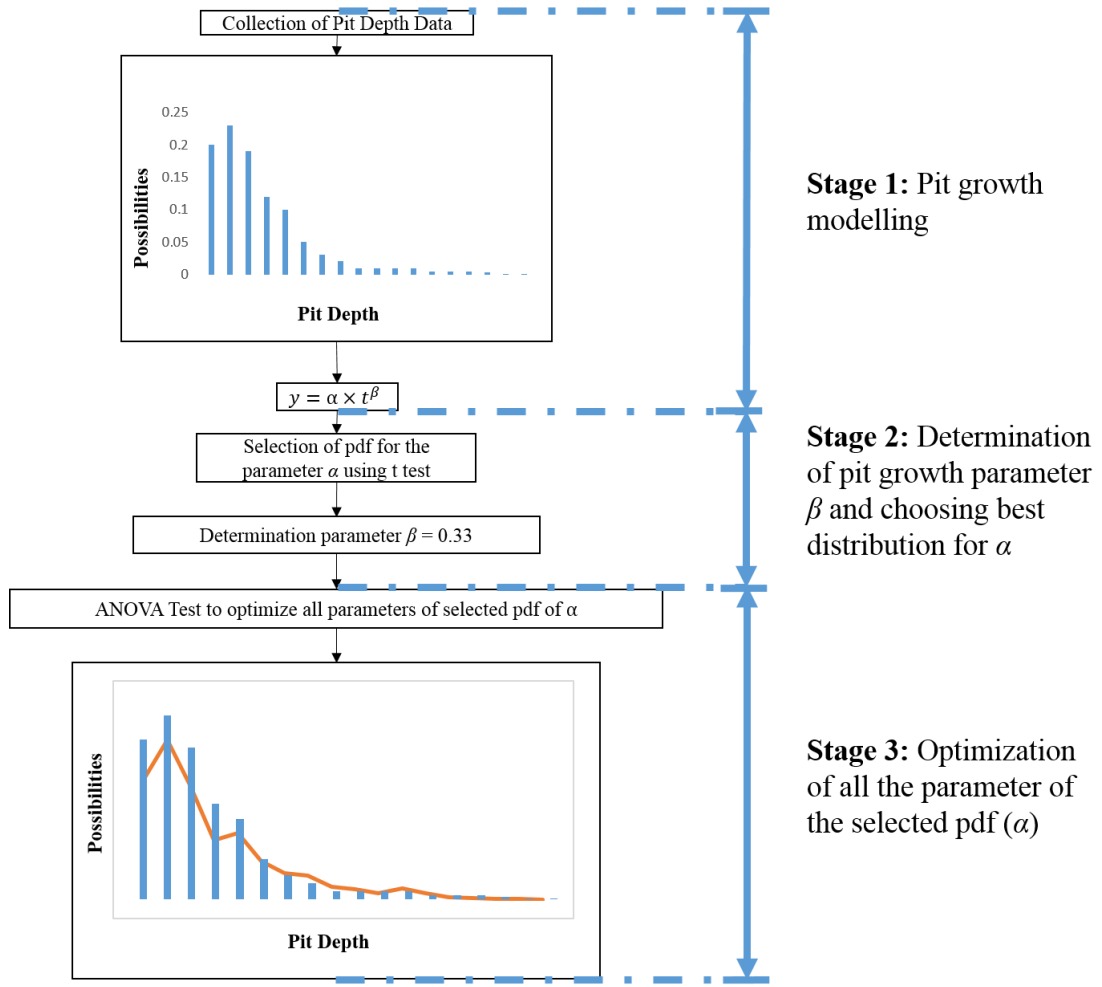 Collection of Pit Depth Data
0.25
0.2
0.15
0.1
0.05
0
Possibilities
Pit Depth
y = α × t^β
Stage 1: Pit growth
modelling
Selection of pdf for the
parameter α using t test
Determination parameter β = 0.33
Stage 2: Determination
of pit growth parameter
β and choosing best
distribution for α
ANOVA Test to optimize all parameters of selected pdf of α
Possibilities
Pit Depth
Stage 3: Optimization
of all the parameter of
the selected pdf (α)